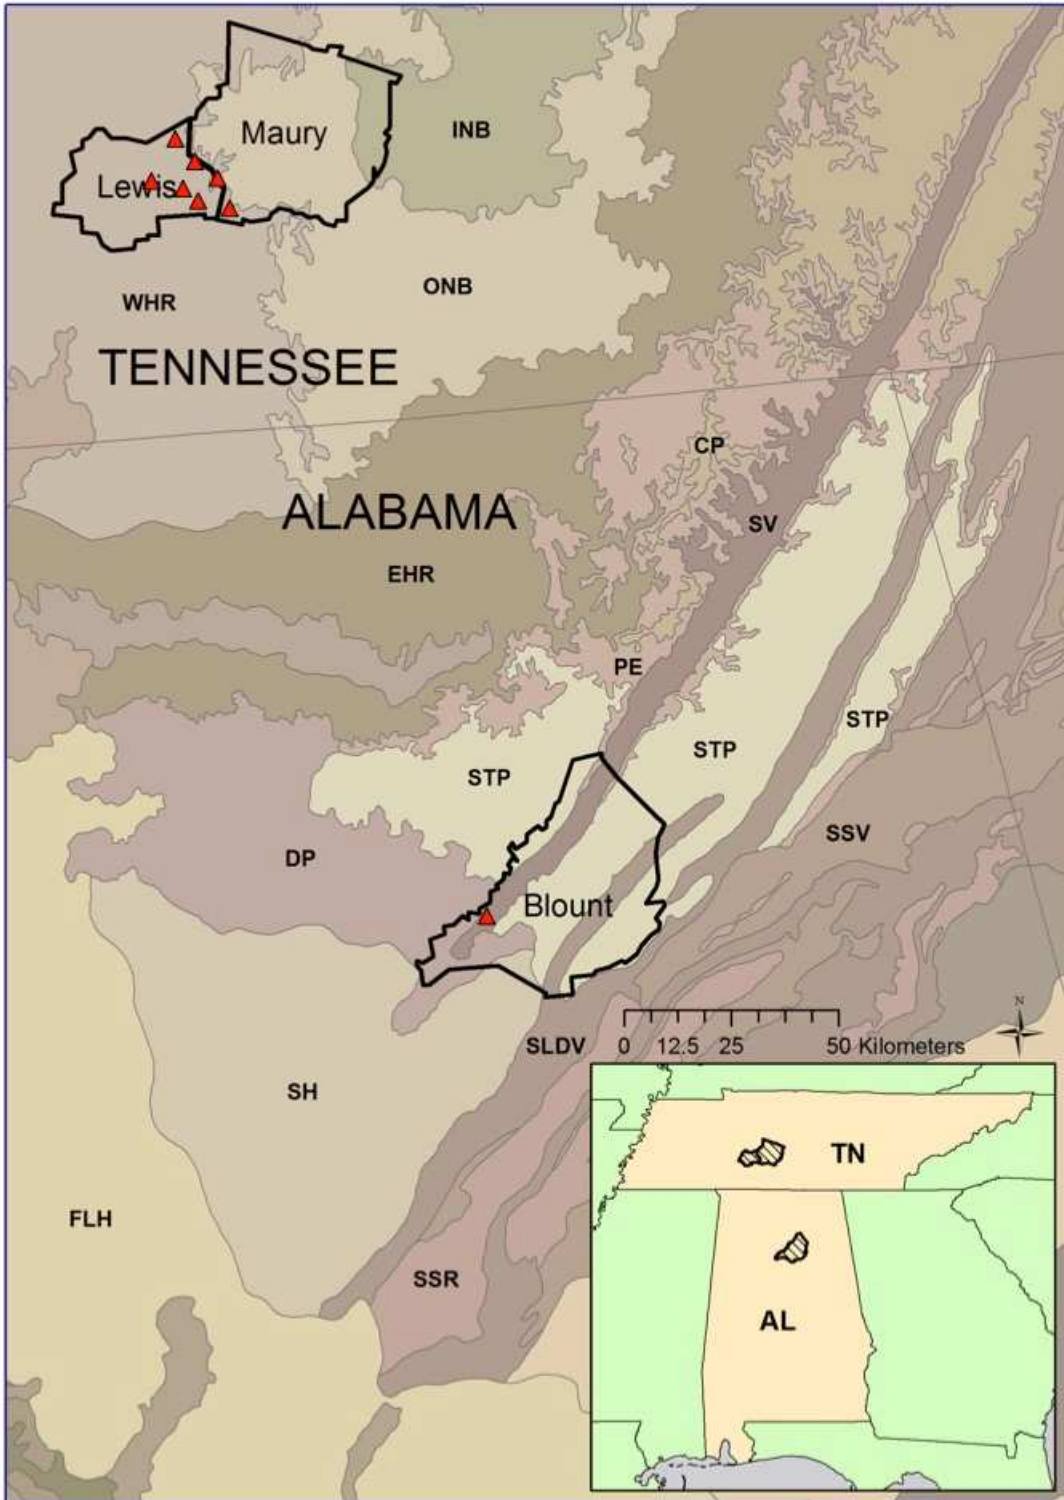 Maury
INB
Lewis
WHR
ONB
TENNESSEE
CP
ALABAMA
SV
EHR
PE
STP
STP
STP
SSV
DP
Blount
SLDV
0 12.5 25 50 Kilometers
N
SH
TN
FLH
SSR
AL